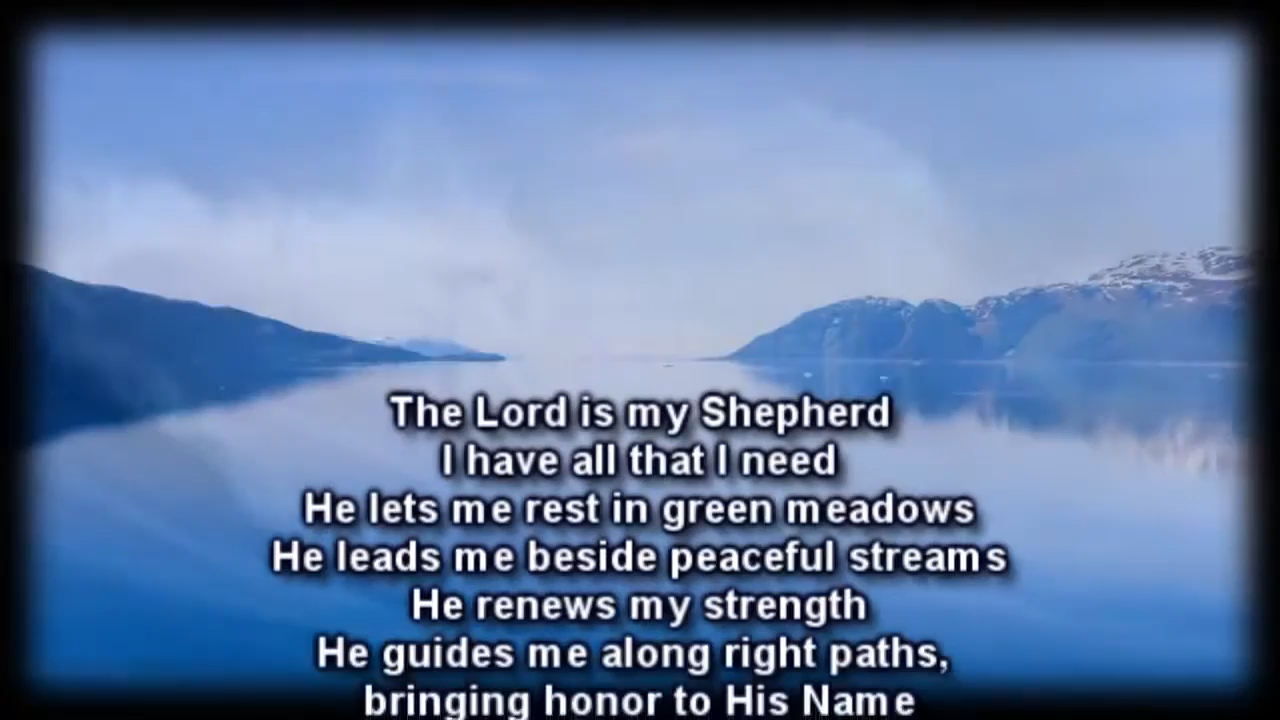 The Lord is my Shepherd
I have all that I need
He lets me rest in green meadows
He leads me beside peaceful streams
He renews my strength
He guides me along right paths,
bringing honor to His Name